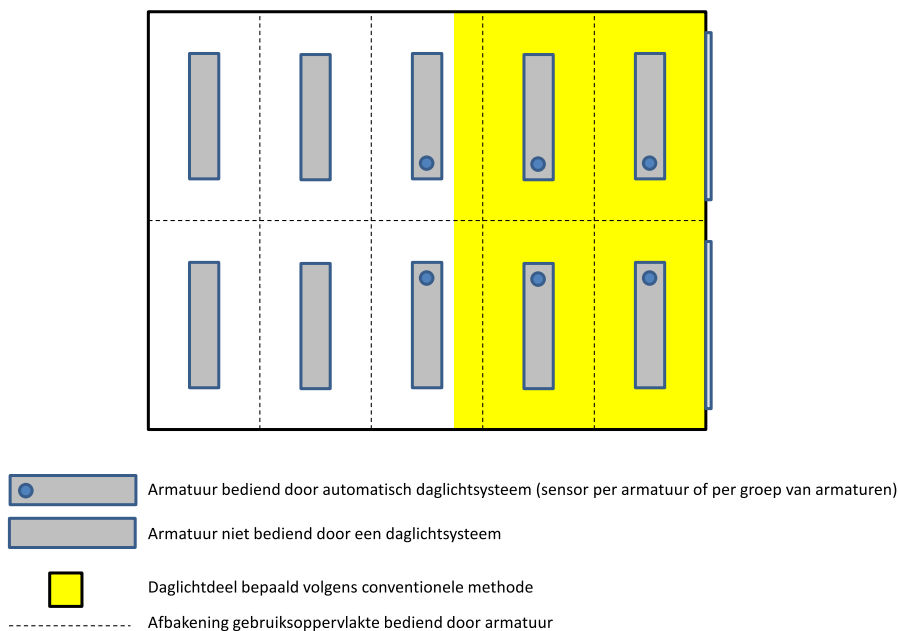 Armatuur bediend door automatisch daglichtsysteem (sensor per armatuur of per groep van armaturen)
Armatuur niet bediend door een daglichtsysteem
Daglichtdeel bepaald volgens conventionele methode
Afbakening gebruiksoppervlakte bediend door armatuur